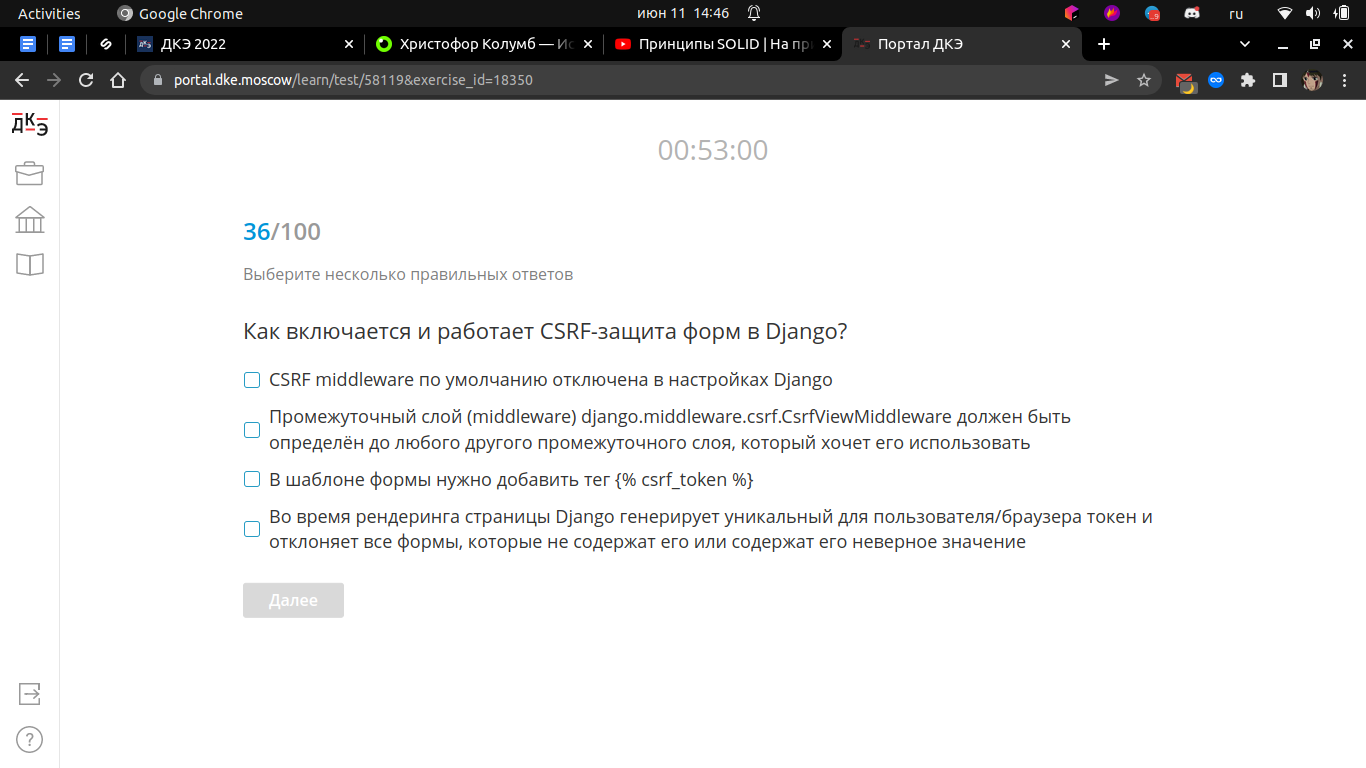 Activities
Google Chrome
июн 11 14:46
ru
ДКЭ 2022
Христофор Колумб — Ис
Принципы SOLID | На пр
Портал ДКЭ
portal.dke.moscow/learn/test/58119&exercise_id=18350
ДКЭ
00:53:00
36/100
Выберите несколько правильных ответов
Как включается и работает CSRF-защита форм в Django?
CSRF middleware по умолчанию отключена в настройках Django
Промежуточный слой (middleware) django.middleware.csrf.CsrfViewMiddleware должен быть
определён до любого другого промежуточного слоя, который хочет его использовать
В шаблоне формы нужно добавить тег {% csrf_token %}
Во время рендеринга страницы Django генерирует уникальный для пользователя/браузера токен и
отклоняет все формы, которые не содержат его или содержат его неверное значение
Далее